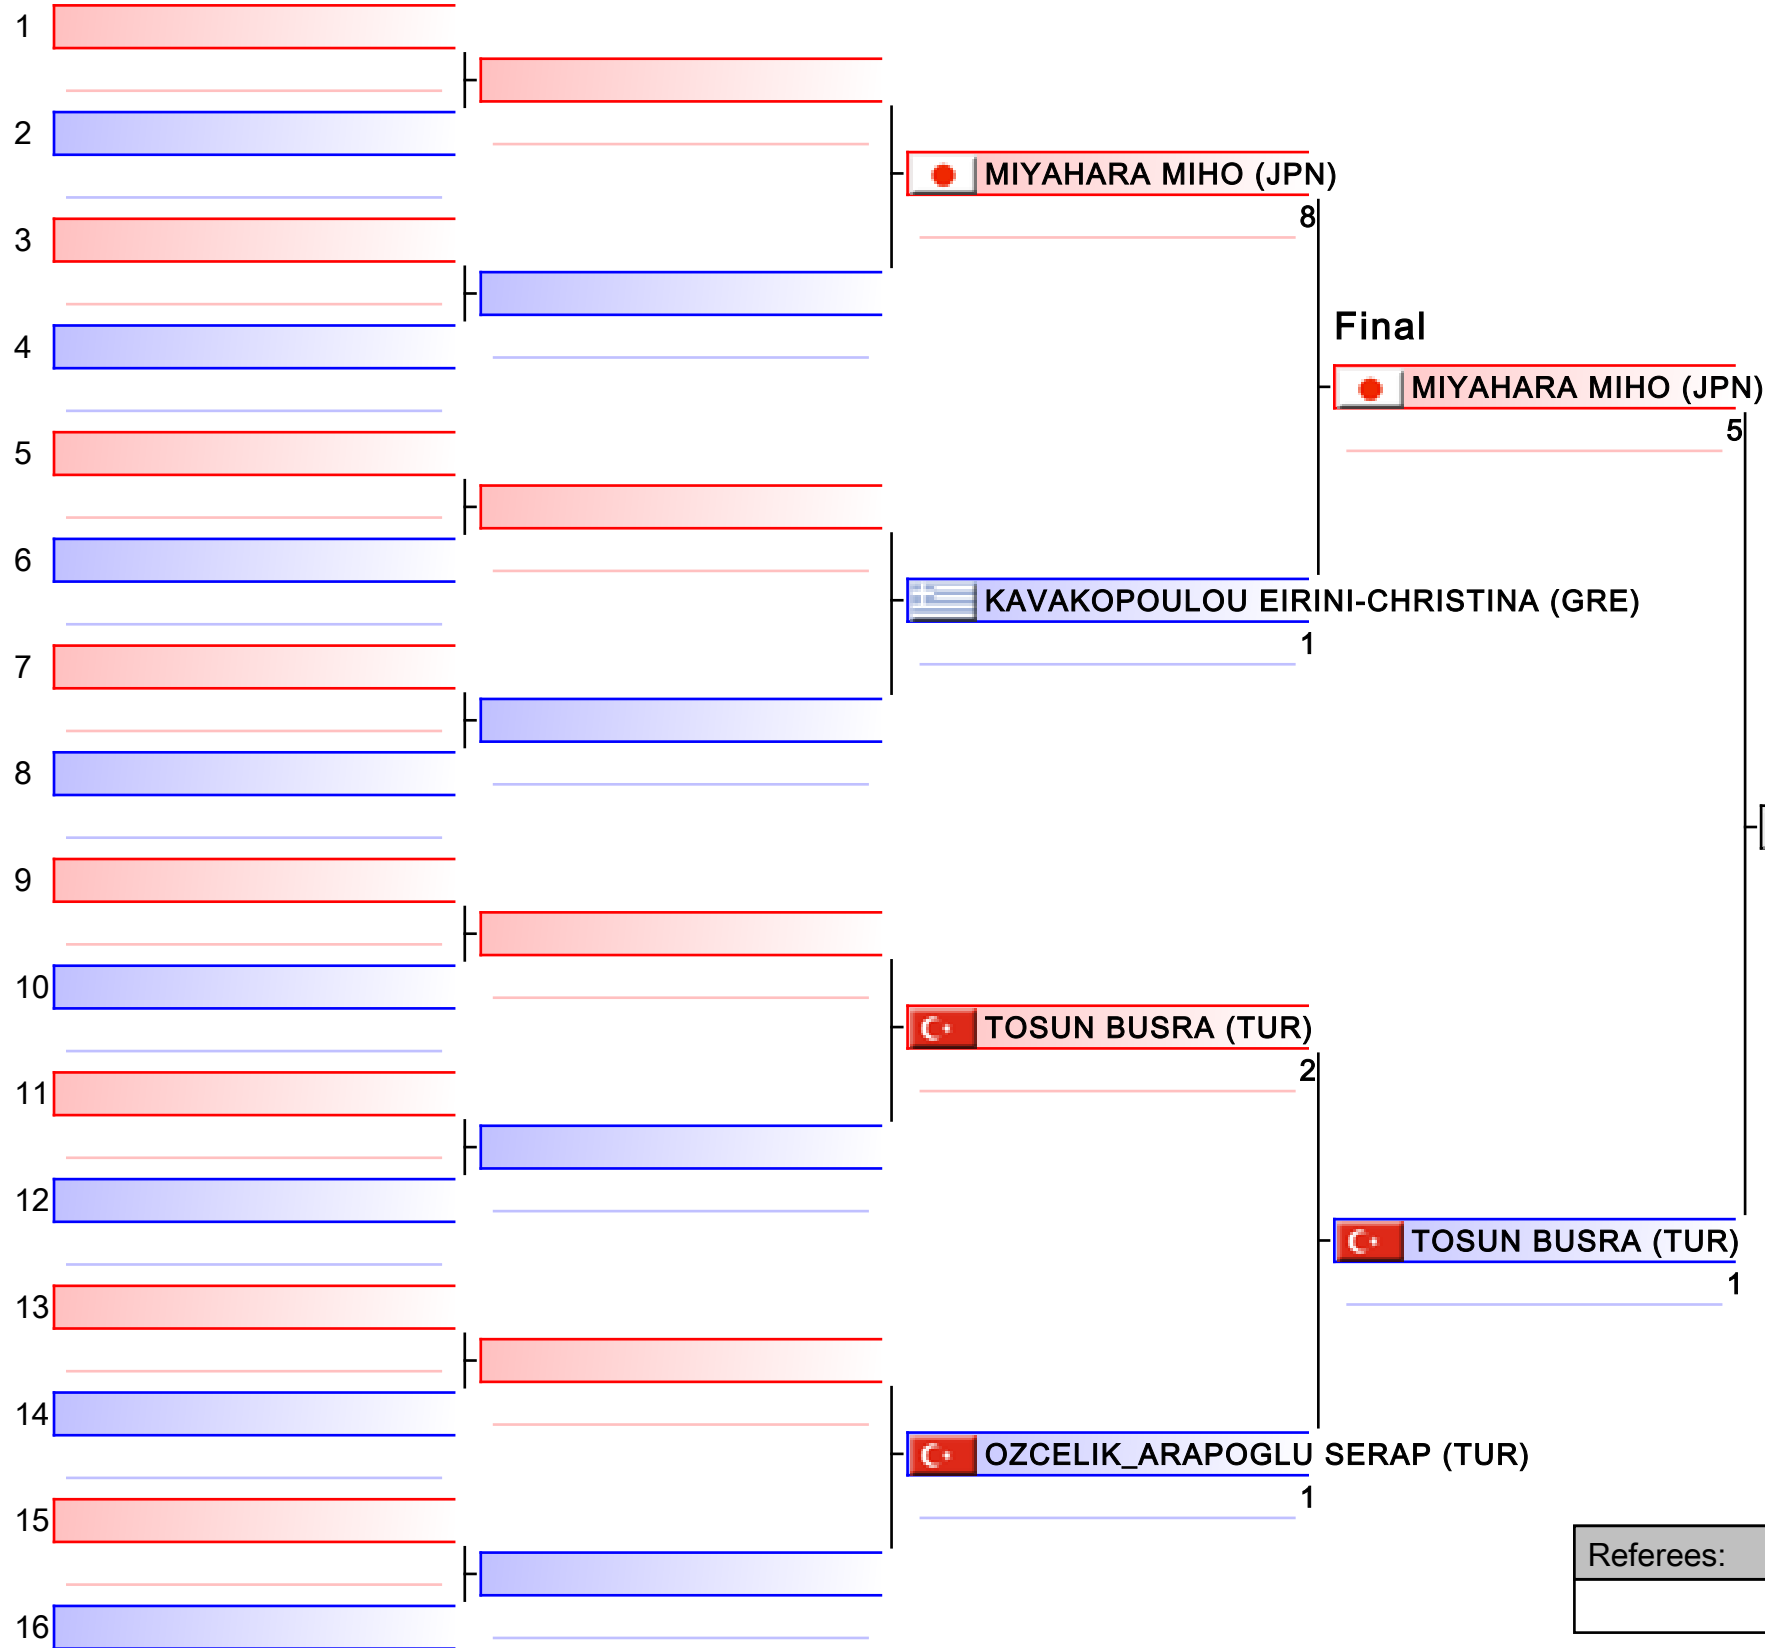 1
2
MIYAHARA MIHO (JPN)
8
3
Final
4
MIYAHARA MIHO (JPN)
5
5
6
KAVAKOPOULOU EIRINI-CHRISTINA (GRE)
1
7
8
9
10
TOSUN BUSRA (TUR)
2
11
12
TOSUN BUSRA (TUR)
1
13
14
OZCELIK_ARAPOGLU SERAP (TUR)
1
15
Referees:
16